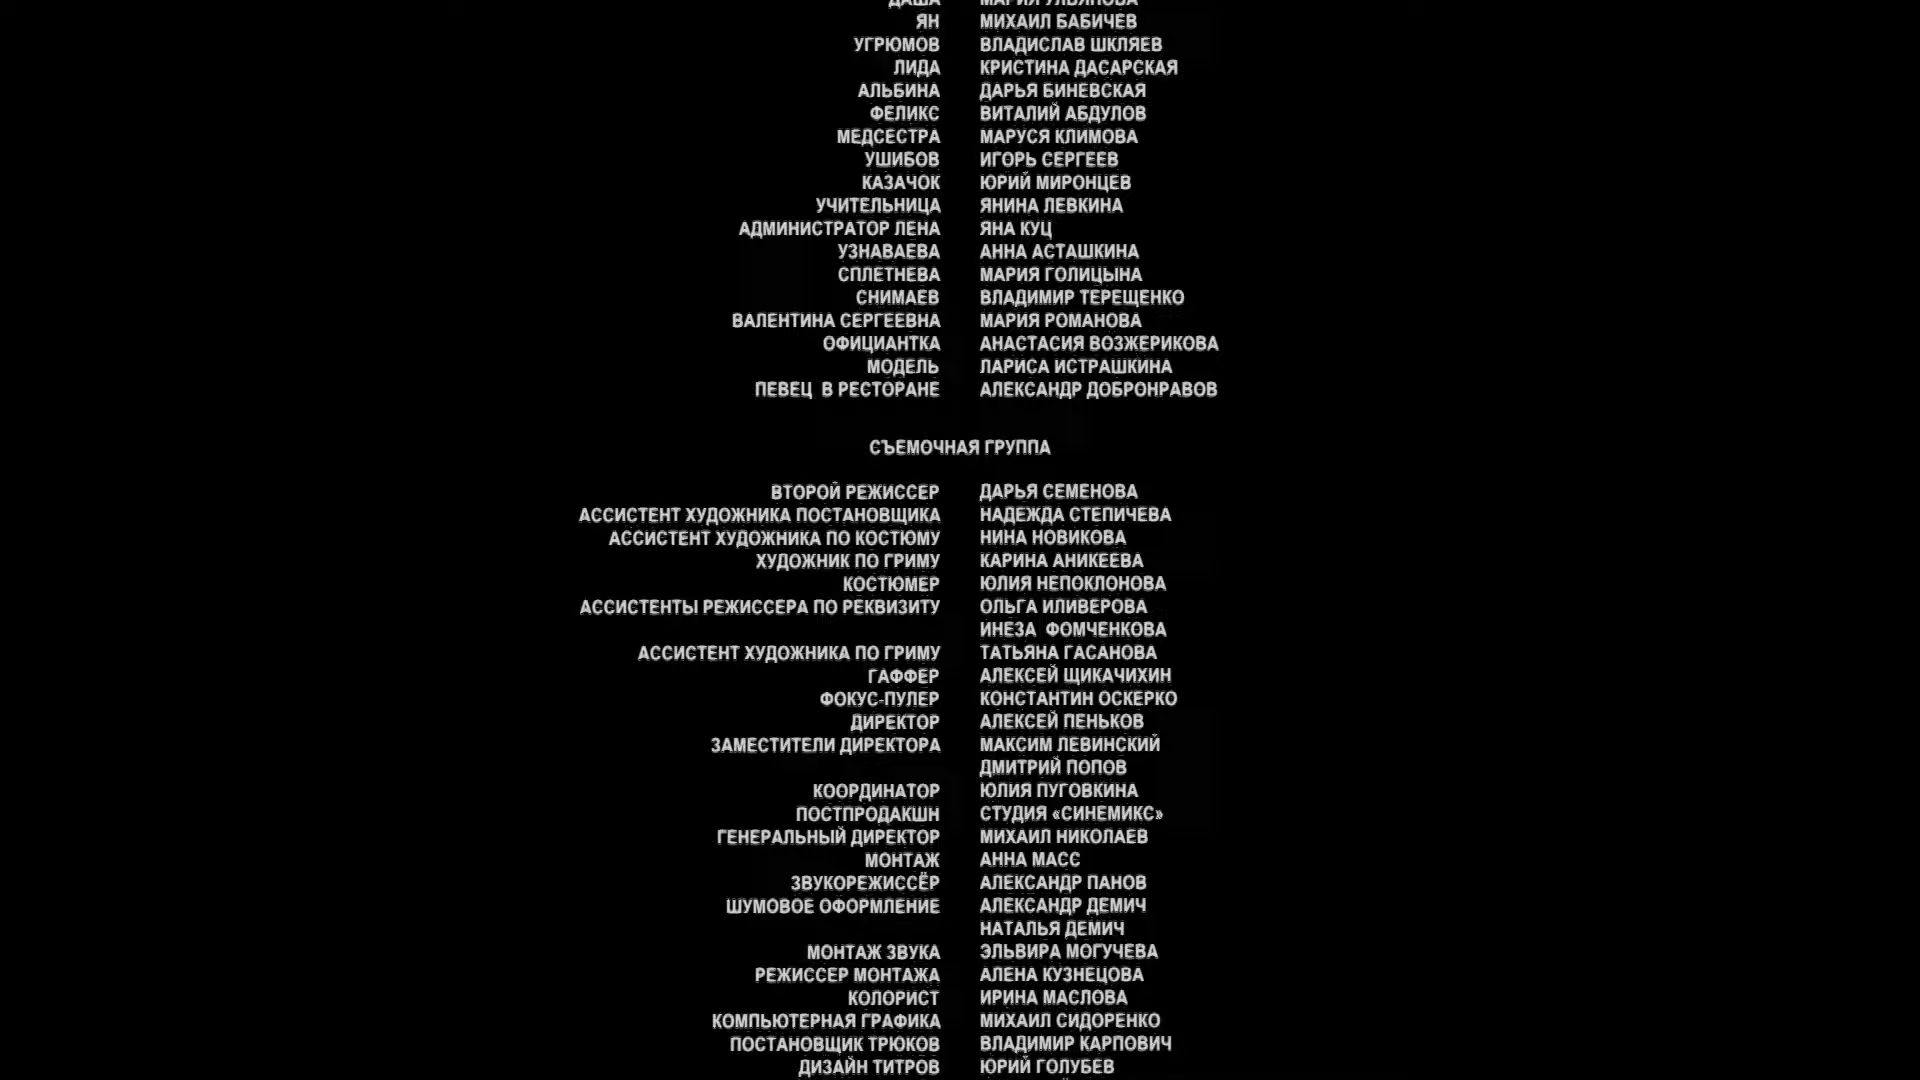 ДАША МАРИЯ УЛЬЯНОВА
ЯН МИХАИЛ БАБИЧЕВ
УГРЮМОВ ВЛАДИСЛАВ ШКЛЯЕВ
ЛИДА КРИСТИНА ДАСАРСКАЯ
АЛЬБИНА ДАРЬЯ БИНЕВСКАЯ
ФЕЛИКС ВИТАЛИЙ АБДУЛОВ
МЕДСЕСТРА МАРУСЯ КЛИМОВА
УШИБОВ ИГОРЬ СЕРГЕЕВ
КАЗАЧОК ЮРИЙ МИРОНЦЕВ
УЧИТЕЛЬНИЦА ЯНИНА ЛЕВКИНА
АДМИНИСТРАТОР ЛЕНА ЯНА КУЦ
УЗНАВАЕВА АННА АСТАШКИНА
СПЛЕТНЕВА МАРИЯ ГОЛИЦЫНА
СНИМАЕВ ВЛАДИМИР ТЕРЕЩЕНКО
ВАЛЕНТИНА СЕРГЕЕВНА МАРИЯ РОМАНОВА
ОФИЦИАНТКА АНАСТАСИЯ ВОЗЖЕРИКОВА
МОДЕЛЬ ЛАРИСА ИСТРАШКИНА
ПЕВЕЦ В РЕСТОРАНЕ АЛЕКСАНДР ДОБРОНРАВОВ
СЪЕМОЧНАЯ ГРУППА
ВТОРОЙ РЕЖИССЕР ДАРЬЯ СЕМЕНОВА
АССИСТЕНТ ХУДОЖНИКА ПОСТАНОВЩИКА НАДЕЖДА СТЕПИЧЕВА
АССИСТЕНТ ХУДОЖНИКА ПО КОСТЮМУ НИНА НОВИКОВА
ХУДОЖНИК ПО ГРИМУ КАРИНА АНИКЕЕВА
КОСТЮМЕР ЮЛИЯ НЕПОКЛОНОВА
АССИСТЕНТЫ РЕЖИССЕРА ПО РЕКВИЗИТУ ОЛЬГА ИЛИВЕРОВА
ИНЕЗА ФОМЧЕНКОВА
АССИСТЕНТ ХУДОЖНИКА ПО ГРИМУ ТАТЬЯНА ГАСАНОВА
ГАФФЕР АЛЕКСЕЙ ЩИКАЧИХИН
ФОКУС-ПУЛЕР КОНСТАНТИН ОСКЕРКО
ДИРЕКТОР АЛЕКСЕЙ ПЕНЬКОВ
ЗАМЕСТИТЕЛИ ДИРЕКТОРА МАКСИМ ЛЕВИНСКИЙ
ДМИТРИЙ ПОПОВ
КООРДИНАТОР ЮЛИЯ ПУГОВКИНА
ПОСТПРОДАКШН СТУДИЯ «СИНЕМИКС»
ГЕНЕРАЛЬНЫЙ ДИРЕКТОР МИХАИЛ НИКОЛАЕВ
МОНТАЖ АННА МАСС
ЗВУКОРЕЖИССЁР АЛЕКСАНДР ПАНОВ
ШУМОВОЕ ОФОРМЛЕНИЕ АЛЕКСАНДР ДЕМИЧ
НАТАЛЬЯ ДЕМИЧ
МОНТАЖ ЗВУКА ЭЛЬВИРА МОГУЧЕВА
РЕЖИССЕР МОНТАЖА АЛЕНА КУЗНЕЦОВА
КОЛОРИСТ ИРИНА МАСЛОВА
КОМПЬЮТЕРНАЯ ГРАФИКА МИХАИЛ СИДОРЕНКО
ПОСТАНОВЩИК ТРЮКОВ ВЛАДИМИР КАРПОВИЧ
ДИЗАЙН ТИТРОВ ЮРИЙ ГОЛУБЕВ